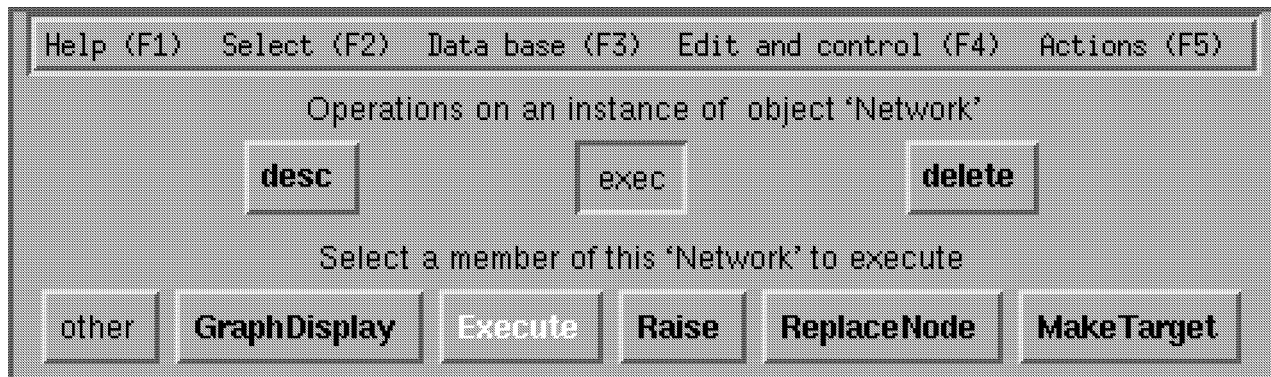 Help (F1) Select (F2) Data base (F3) Edit and control (F4) Actions (F5)
Operations on an instance of object ‘Network’
desc exec delete
Select a member of this ‘Network’ to execute
other GraphDisplay Execute Raise ReplaceNode MakeTarget